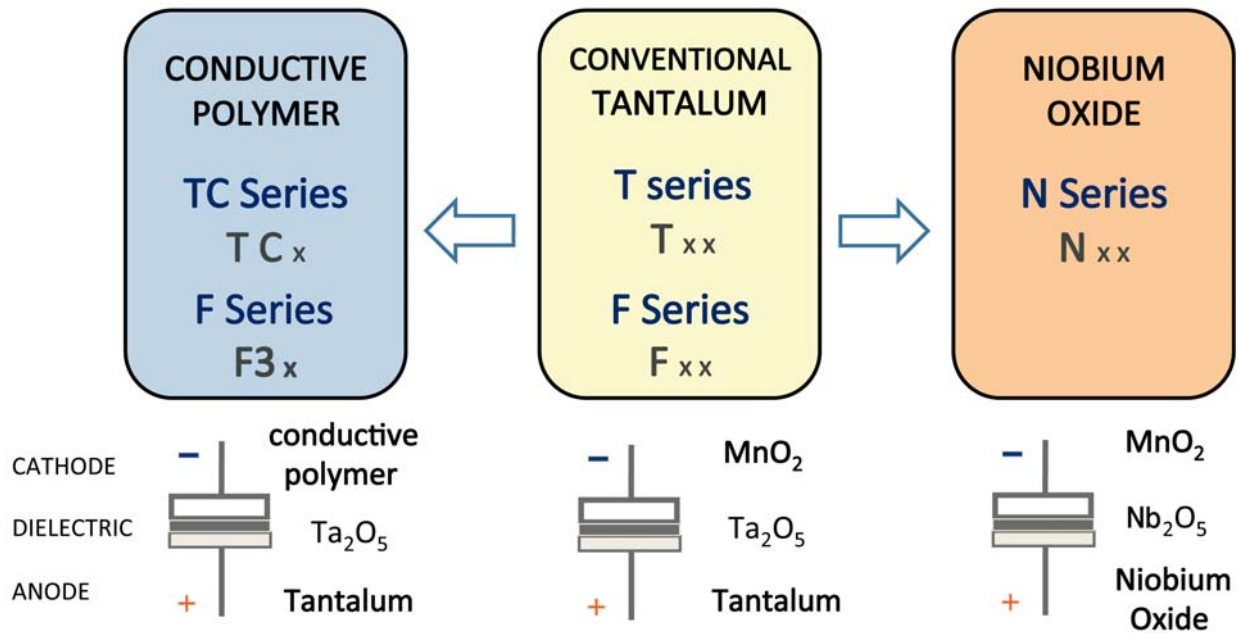 CONDUCTIVE
POLYMER
TC Series
T C x
F Series
F3 x
CONVENTIONAL
TANTALUM
T series
T x x
F Series
F x x
NIOBIUM
OXIDE
N Series
N x x
CATHODE
DIELECTRIC
ANODE
−
conductive
polymer
Ta₂O₅
+
Tantalum
−
MnO₂
Ta₂O₅
+
Tantalum
−
MnO₂
Nb₂O₅
+
Niobium
Oxide